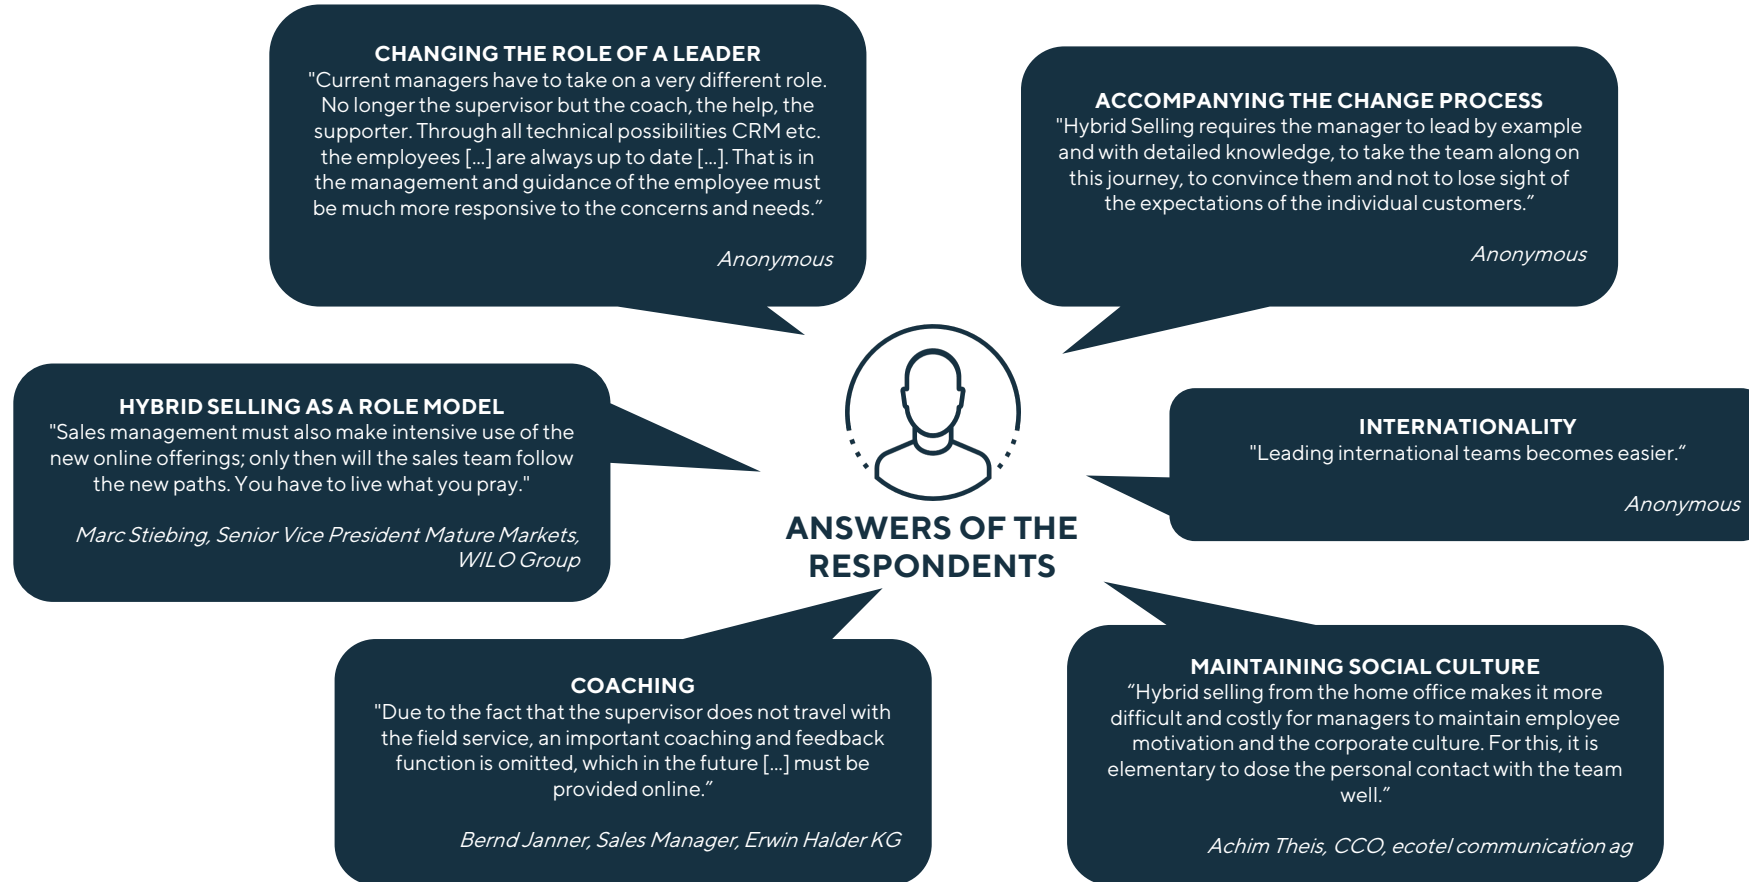 CHANGING THE ROLE OF A LEADER
"Current managers have to take on a very different role.
No longer the supervisor but the coach, the help, the
supporter. Through all technical possibilities CRM etc.
the employees [...] are always up to date [...]. That is in
the management and guidance of the employee must
be much more responsive to the concerns and needs.”
Anonymous
ACCOMPANYING THE CHANGE PROCESS
"Hybrid Selling requires the manager to lead by example
and with detailed knowledge, to take the team along on
this journey, to convince them and not to lose sight of
the expectations of the individual customers.”
Anonymous
HYBRID SELLING AS A ROLE MODEL
"Sales management must also make intensive use of the
new online offerings; only then will the sales team follow
the new paths. You have to live what you pray."
Marc Stiebing, Senior Vice President Mature Markets,
WILO Group
INTERNATIONALITY
"Leading international teams becomes easier.“
Anonymous
ANSWERS OF THE
RESPONDENTS
COACHING
"Due to the fact that the supervisor does not travel with
the field service, an important coaching and feedback
function is omitted, which in the future [...] must be
provided online.”
Bernd Janner, Sales Manager, Erwin Halder KG
MAINTAINING SOCIAL CULTURE
“Hybrid selling from the home office makes it more
difficult and costly for managers to maintain employee
motivation and the corporate culture. For this, it is
elementary to dose the personal contact with the team
well.”
Achim Theis, CCO, ecotel communication ag